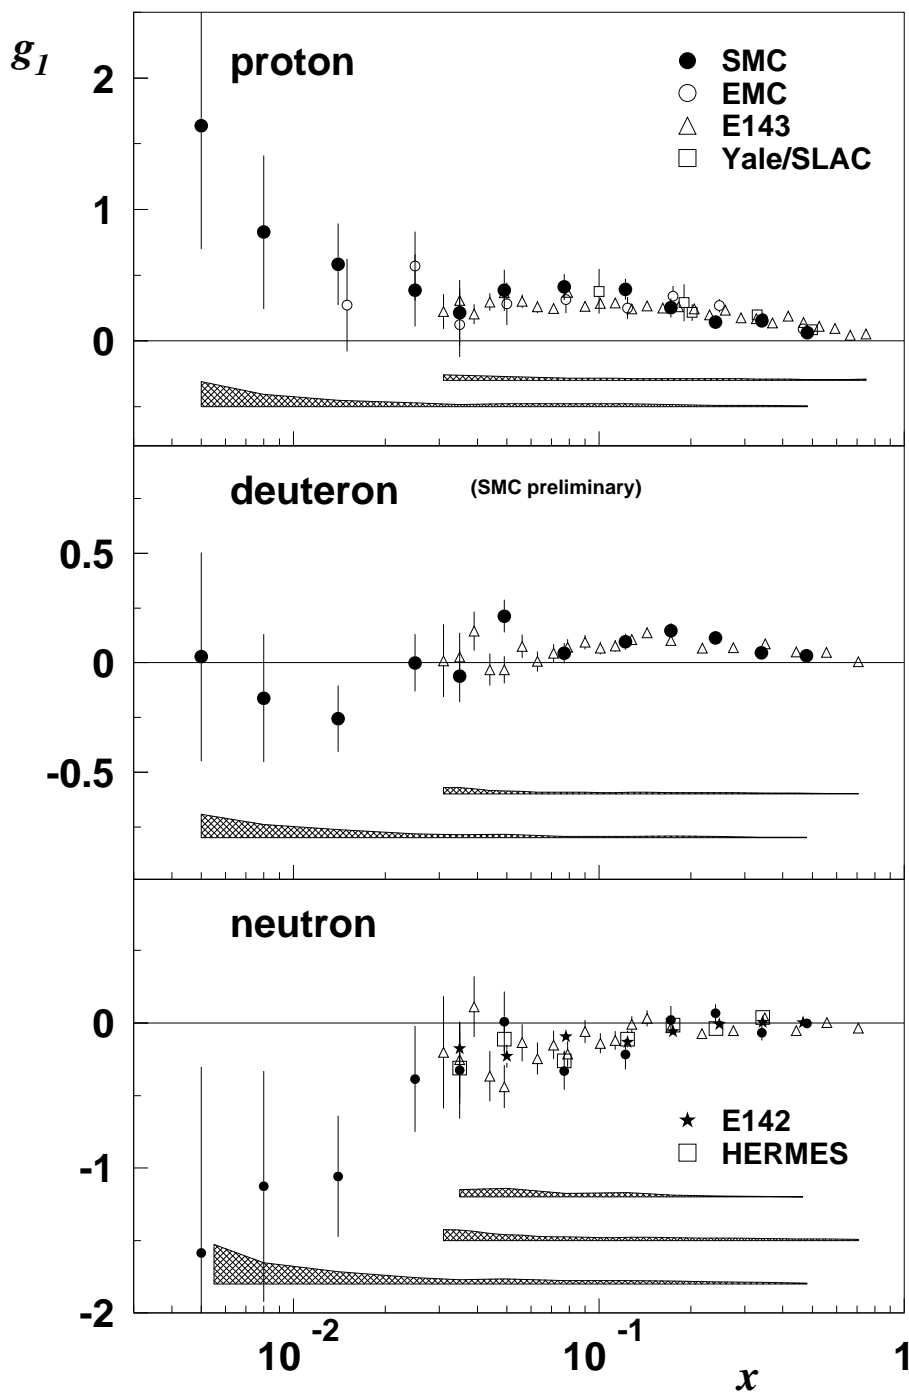 g1
proton
SMC
EMC
E143
Yale/SLAC
2
1
0
deuteron (SMC preliminary)
0.5
0
-0.5
neutron
0
E142
HERMES
-1
-2
10-2 10-1 1
x